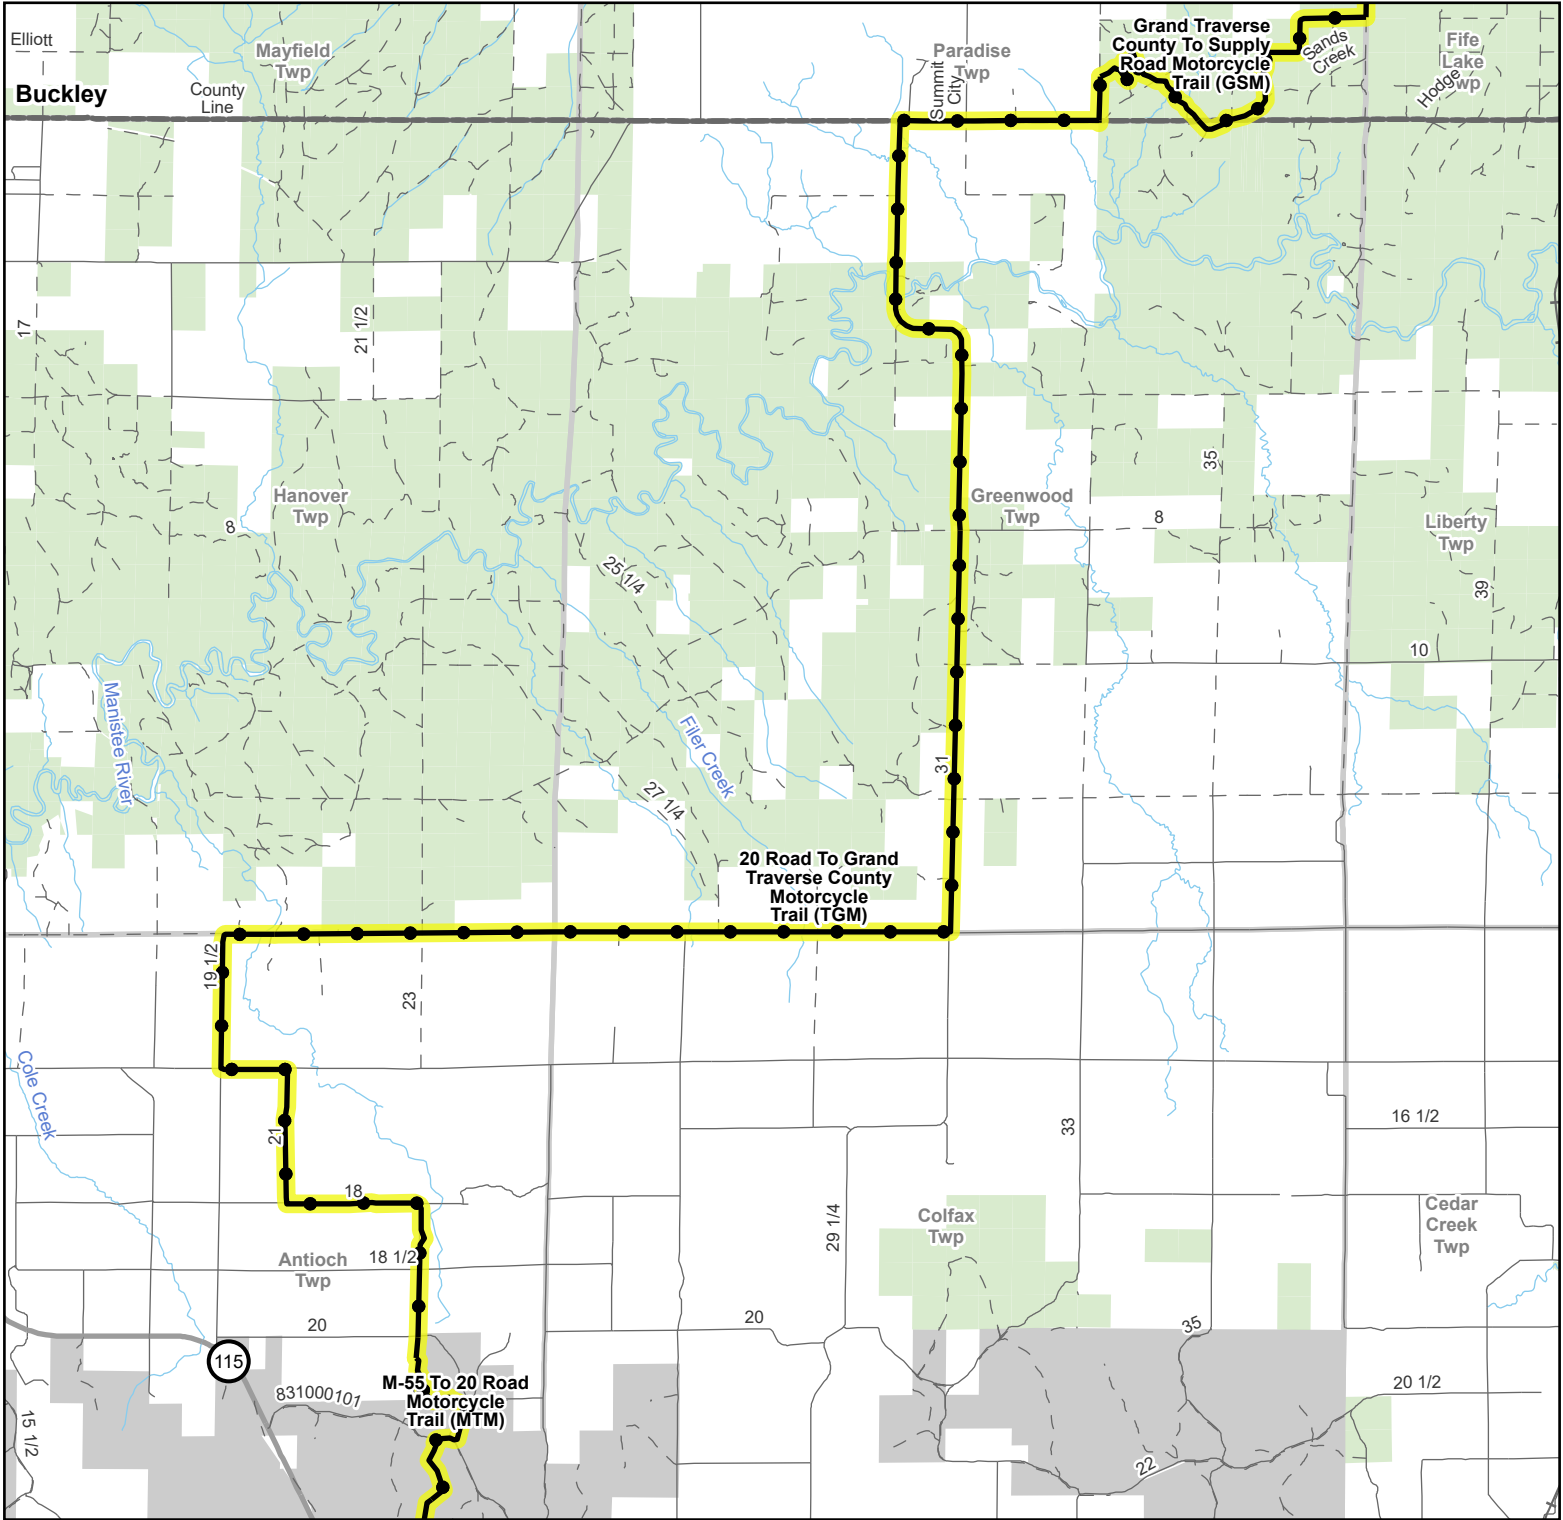 Elliott
Mayfield
Twp
Buckley
County
Line
Paradise
Twp
Summit
City
Grand Traverse
County To Supply
Road Motorcycle
Trail (GSM)
Sands
Creek
Fife
Lake
Twp
Hodge
17
21 1/2
Hanover
Twp
8
25 1/4
Greenwood
Twp
35
8
Liberty
Twp
39
10
Manistee River
Filer Creek
27 1/4
31
20 Road To Grand
Traverse County
Motorcycle
Trail (TGM)
19 1/2
23
Cole Creek
21
18
33
16 1/2
29 1/4
Colfax
Twp
Cedar
Creek
Twp
Antioch
Twp
18 1/2
20
20
35
115
M-55 To 20 Road
Motorcycle
Trail (MTM)
831000101
15 1/2
20 1/2
22